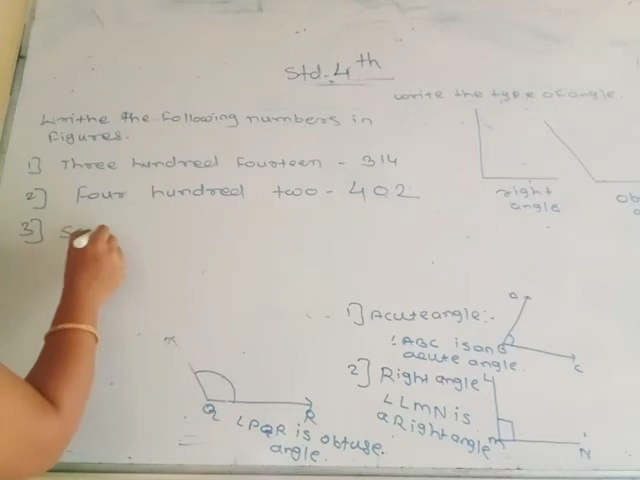 Std. 4th
write the type of angle
Writhe the following numbers in
figures.
1] Three hundred fourteen - 314
2] four hundred two - 402
3] S
right
angle
ob
1] Acute angle:-
∠ABC is an
acute angle.
B
C
2] Right angle
∠LMN is
a Right angle
L
M
N
Q
R
∠PQR is obtuse
angle.